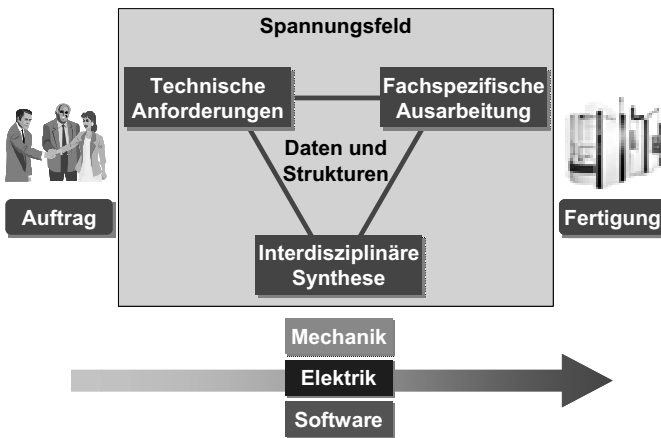 Spannungsfeld
Technische
Anforderungen
Fachspezifische
Ausarbeitung
Daten und
Strukturen
Auftrag
Fertigung
Interdisziplinäre
Synthese
Mechanik
Elektrik
Software